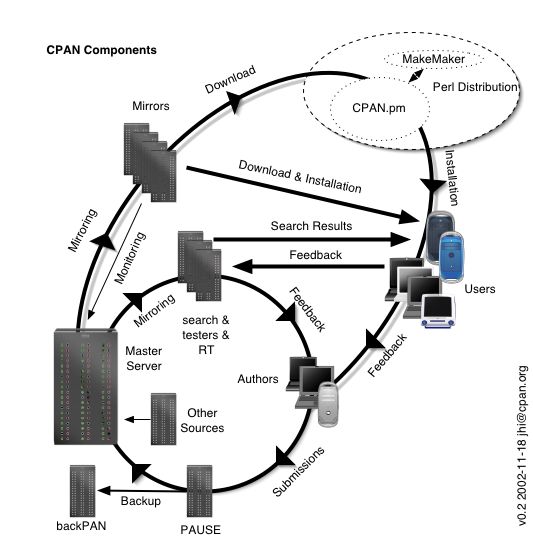 CPAN Components
Download
MakeMaker
Perl Distribution
CPAN.pm
Mirrors
Installation
Download & Installation
Mirroring
Monitoring
Search Results
Feedback
Users
Mirroring
search &
testers &
RT
Feedback
Feedback
Master
Server
Authors
Other
Sources
Submissions
Backup
backPAN
PAUSE
v0.2 2002-11-18 jhi@cpan.org